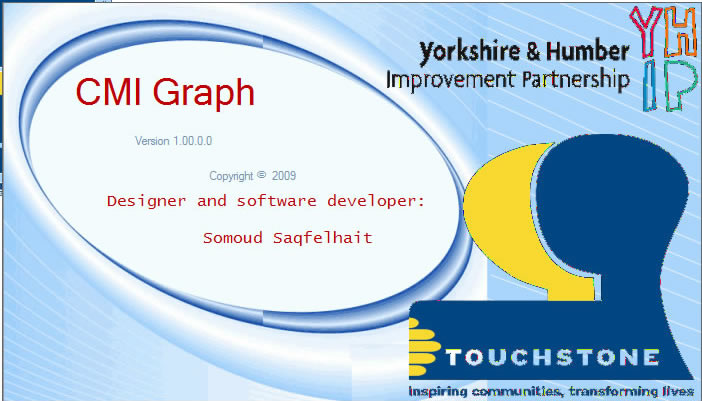 Yorkshire & Humber
Improvement Partnership
YH
IP
CMI Graph
Version 1.00.0.0
Copyright © 2009
Designer and software developer:
Somoud Saqfelhait
TOUCHSTONE
Inspiring communities, transforming lives